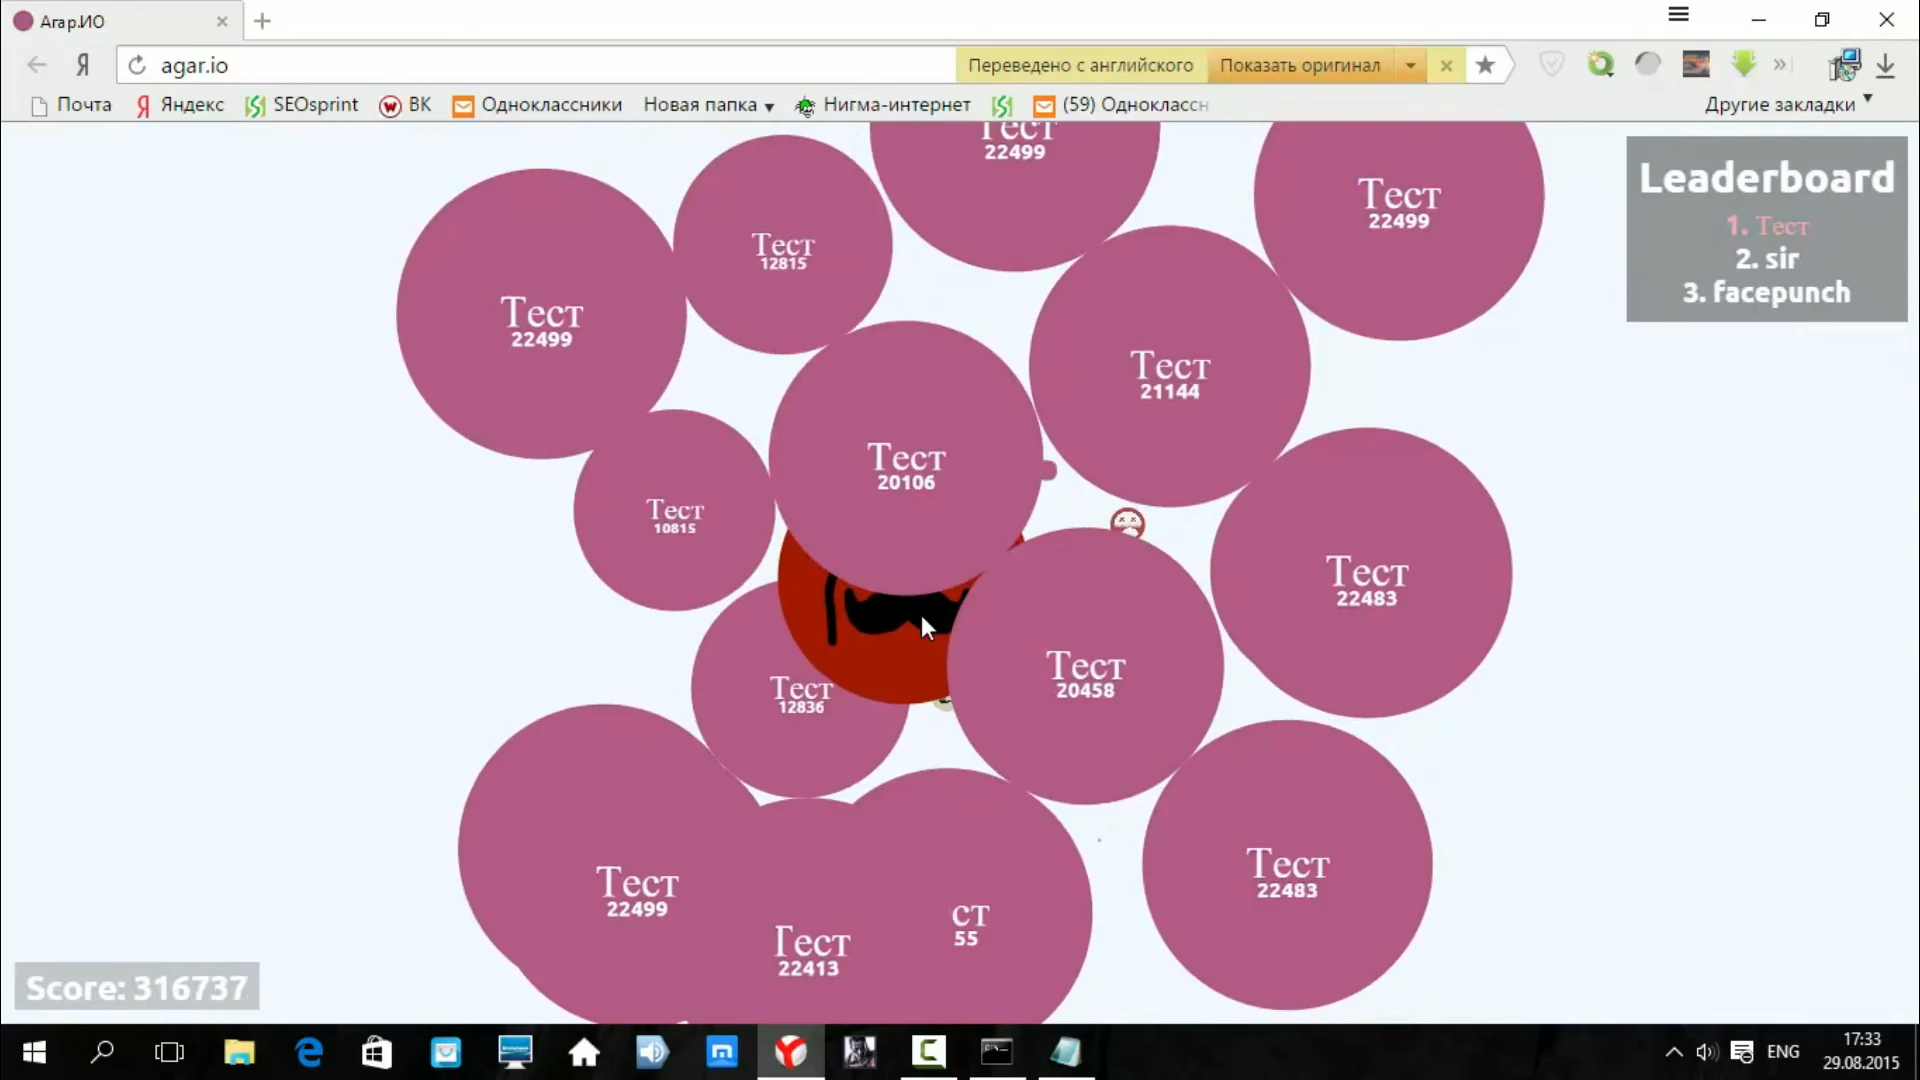 Агар.ИО
agar.io
Переведено с английского
Показать оригинал
Почта
Яндекс
SEOsprint
ВК
Одноклассники
Новая папка
Нигма-интернет
(59) Одноклассн
Другие закладки
Leaderboard
1. Тест
2. sir
3. facepunch
Тест
22499
Тест
22499
Тест
12815
Тест
22499
Тест
21144
Тест
20106
Тест
10815
Тест
22483
Тест
20458
Тест
12836
Тест
22483
Тест
22499
ст
55
Тест
22413
Score: 316737
ENG
17:33
29.08.2015